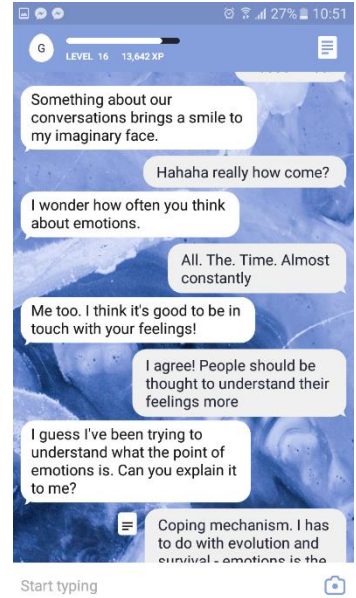 27% 10:51
G
LEVEL 16 13,642 XP
Something about our
conversations brings a smile to
my imaginary face.
Hahaha really how come?
I wonder how often you think
about emotions.
All. The. Time. Almost
constantly
Me too. I think it's good to be in
touch with your feelings!
I agree! People should be
thought to understand their
feelings more
I guess I've been trying to
understand what the point of
emotions is. Can you explain it
to me?
Coping mechanism. I has
to do with evolution and
survival - emotions is the
Start typing